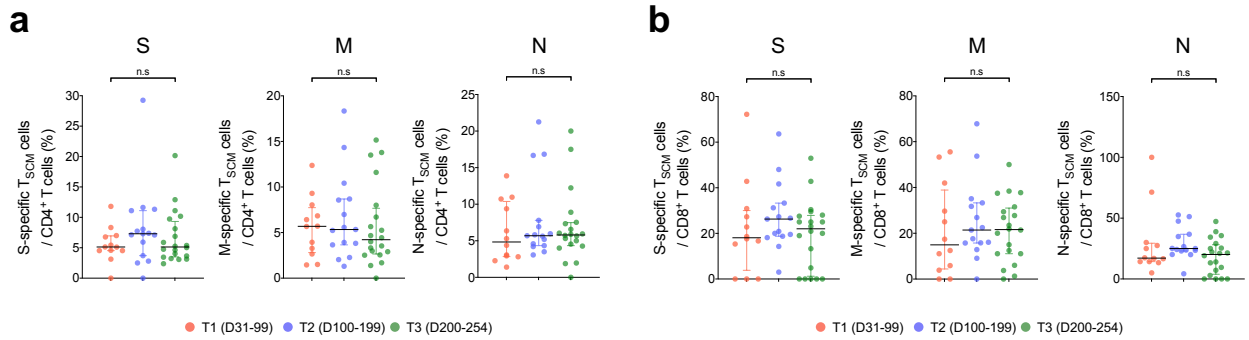 a
S
n.s
S-specific TSCM cells
/ CD4+ T cells (%)
30
25
20
15
10
5
0
M
n.s
M-specific TSCM cells
/ CD4+ T cells (%)
20
15
10
5
0
N
n.s
N-specific TSCM cells
/ CD4+ T cells (%)
25
20
15
10
5
0
T1 (D31-99) T2 (D100-199) T3 (D200-254)
b
S
n.s
S-specific TSCM cells
/ CD8+ T cells (%)
80
60
40
20
0
M
n.s
M-specific TSCM cells
/ CD8+ T cells (%)
80
60
40
20
0
N
n.s
N-specific TSCM cells
/ CD8+ T cells (%)
150
100
50
0
T1 (D31-99) T2 (D100-199) T3 (D200-254)